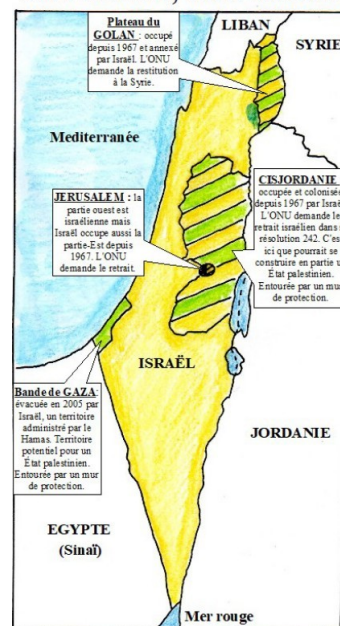 Plateau du
GOLAN : occupé
depuis 1967 et annexé
par Israël. L'ONU
demande la restitution
à la Syrie.
LIBAN
SYRIE
Mediterranée
JERUSALEM : la
partie ouest est
israélienne mais
Israël occupe aussi la
partie-Est depuis
1967. L'ONU
demande le retrait.
CISJORDANIE
occupée et colonisée
depuis 1967 par Israël
L'ONU demande le
retrait israélien dans
résolution 242. C'es
ici que pourrait se
construire en partie u
État palestinien.
Entourée par un mur
de protection.
ISRAËL
Bande de GAZA:
évacuée en 2005 par
Israël, un territoire
administré par le
Hamas. Territoire
potentiel pour un
État palestinien.
Entourée par un mur
de protection.
JORDANIE
EGYPTE
(Sinaï)
Mer rouge